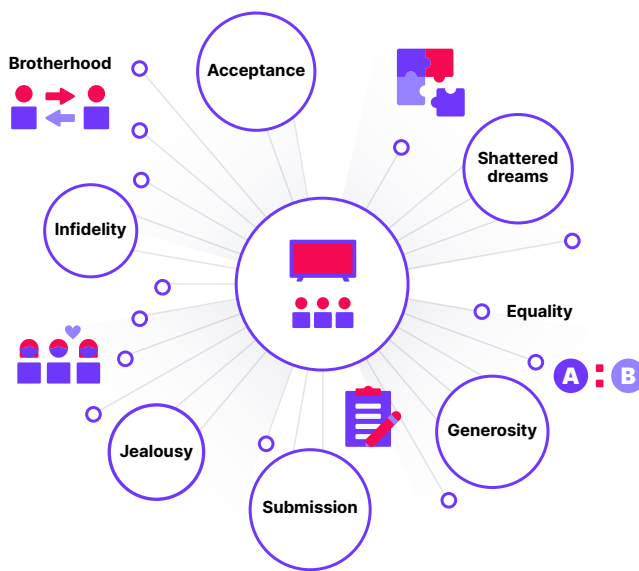 Brotherhood
Acceptance
Shattered
dreams
Infidelity
Equality
A : B
Generosity
Jealousy
Submission